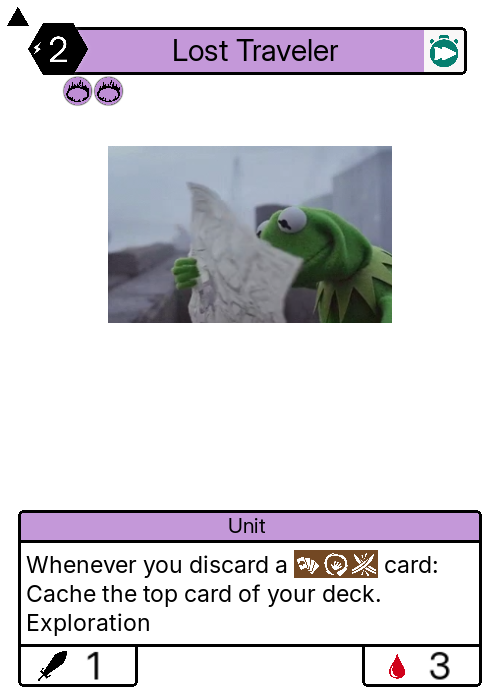 2
Lost Traveler
Unit
Whenever you discard a card:
Cache the top card of your deck.
Exploration
1
3